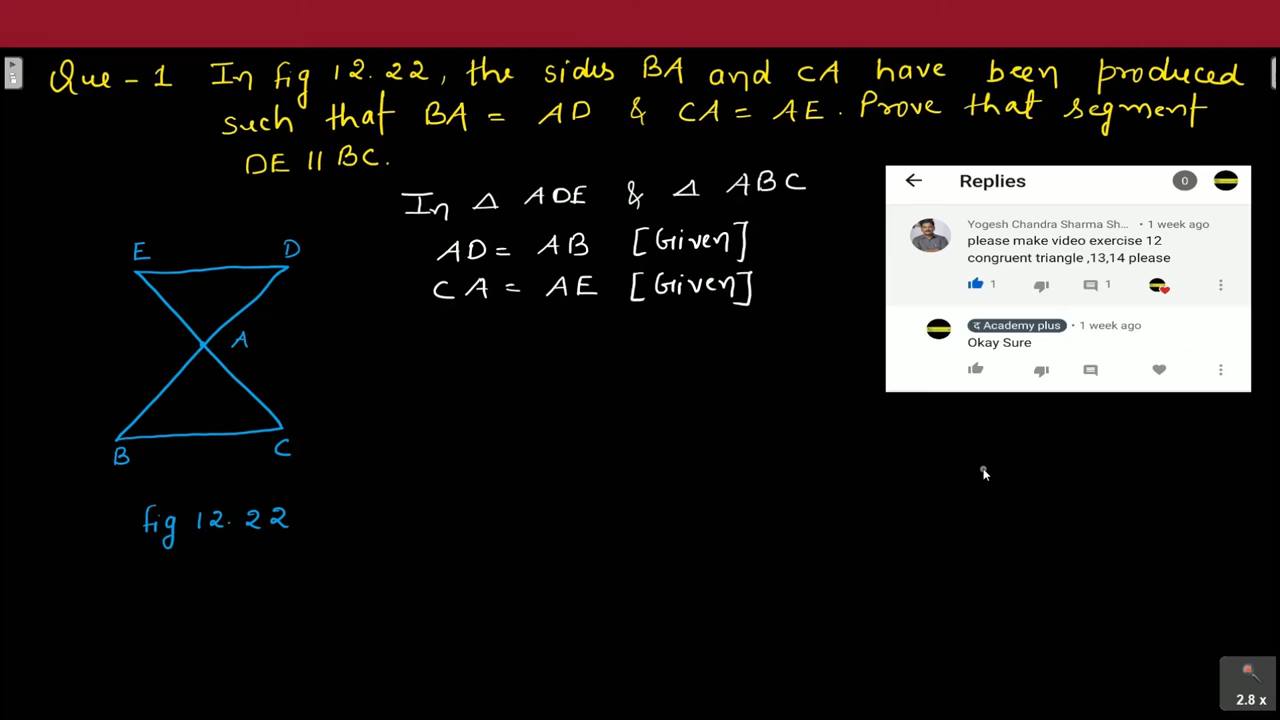 Que - 1 In fig 12.22, the sides BA and CA have been produced
such that BA = AD & CA = AE. Prove that segment
DE || BC.
In Δ ADE & Δ ABC
AD = AB [Given]
CA = AE [Given]
E D
A
B C
fig 12.22
Replies 0
Yogesh Chandra Sharma Sh... • 1 week ago
please make video exercise 12
congruent triangle ,13,14 please
1 1
द Academy plus • 1 week ago
Okay Sure
2.8 x